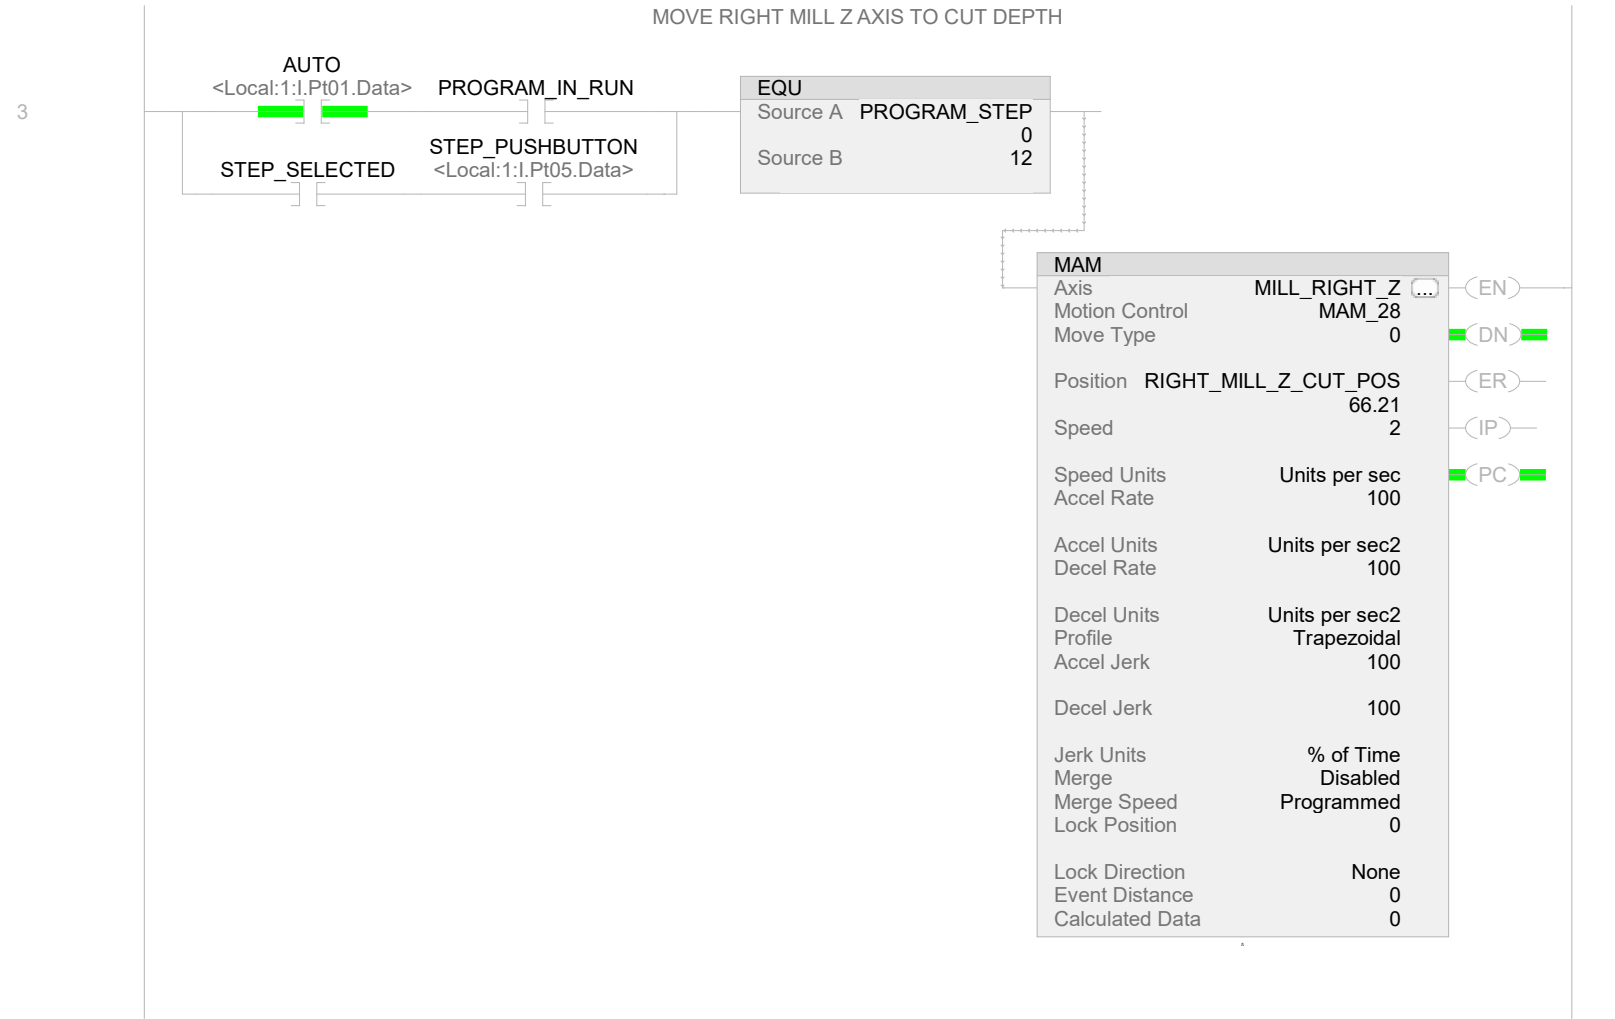 MOVE RIGHT MILL Z AXIS TO CUT DEPTH
3
AUTO
<Local:1:I.Pt01.Data>
PROGRAM_IN_RUN
STEP_SELECTED
STEP_PUSHBUTTON
<Local:1:I.Pt05.Data>
EQU
Source A PROGRAM_STEP
0
Source B 12
MAM
Axis MILL_RIGHT_Z ... EN
Motion Control MAM_28
Move Type 0 DN
Position RIGHT_MILL_Z_CUT_POS ER
66.21
Speed 2 IP
Speed Units Units per sec PC
Accel Rate 100
Accel Units Units per sec2
Decel Rate 100
Decel Units Units per sec2
Profile Trapezoidal
Accel Jerk 100
Decel Jerk 100
Jerk Units % of Time
Merge Disabled
Merge Speed Programmed
Lock Position 0
Lock Direction None
Event Distance 0
Calculated Data 0